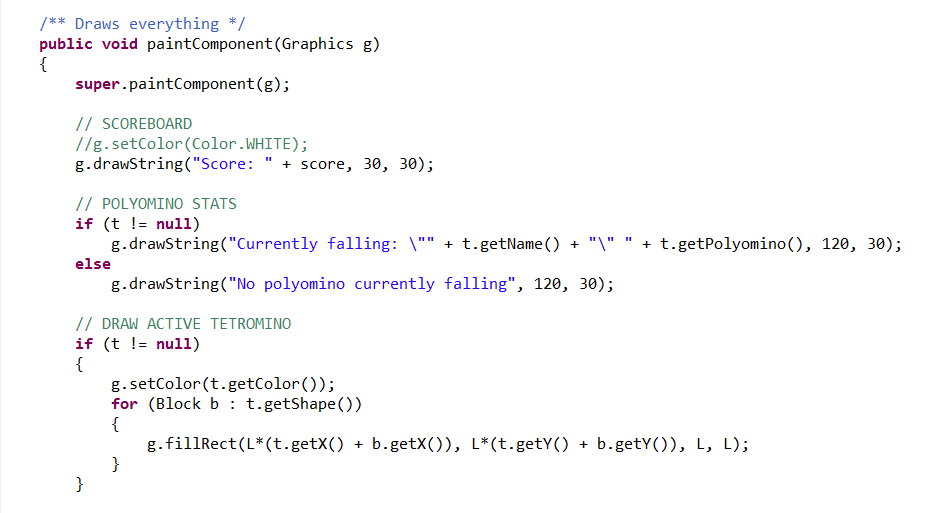 /** Draws everything */
public void paintComponent(Graphics g)
{
    super.paintComponent(g);

    // SCOREBOARD
    //g.setColor(Color.WHITE);
    g.drawString("Score: " + score, 30, 30);

    // POLYOMINO STATS
    if (t != null)
        g.drawString("Currently falling: \"" + t.getName() + "\" " + t.getPolyomino(), 120, 30);
    else
        g.drawString("No polyomino currently falling", 120, 30);

    // DRAW ACTIVE TETROMINO
    if (t != null)
    {
        g.setColor(t.getColor());
        for (Block b : t.getShape())
        {
            g.fillRect(L*(t.getX() + b.getX()), L*(t.getY() + b.getY()), L, L);
        }
    }